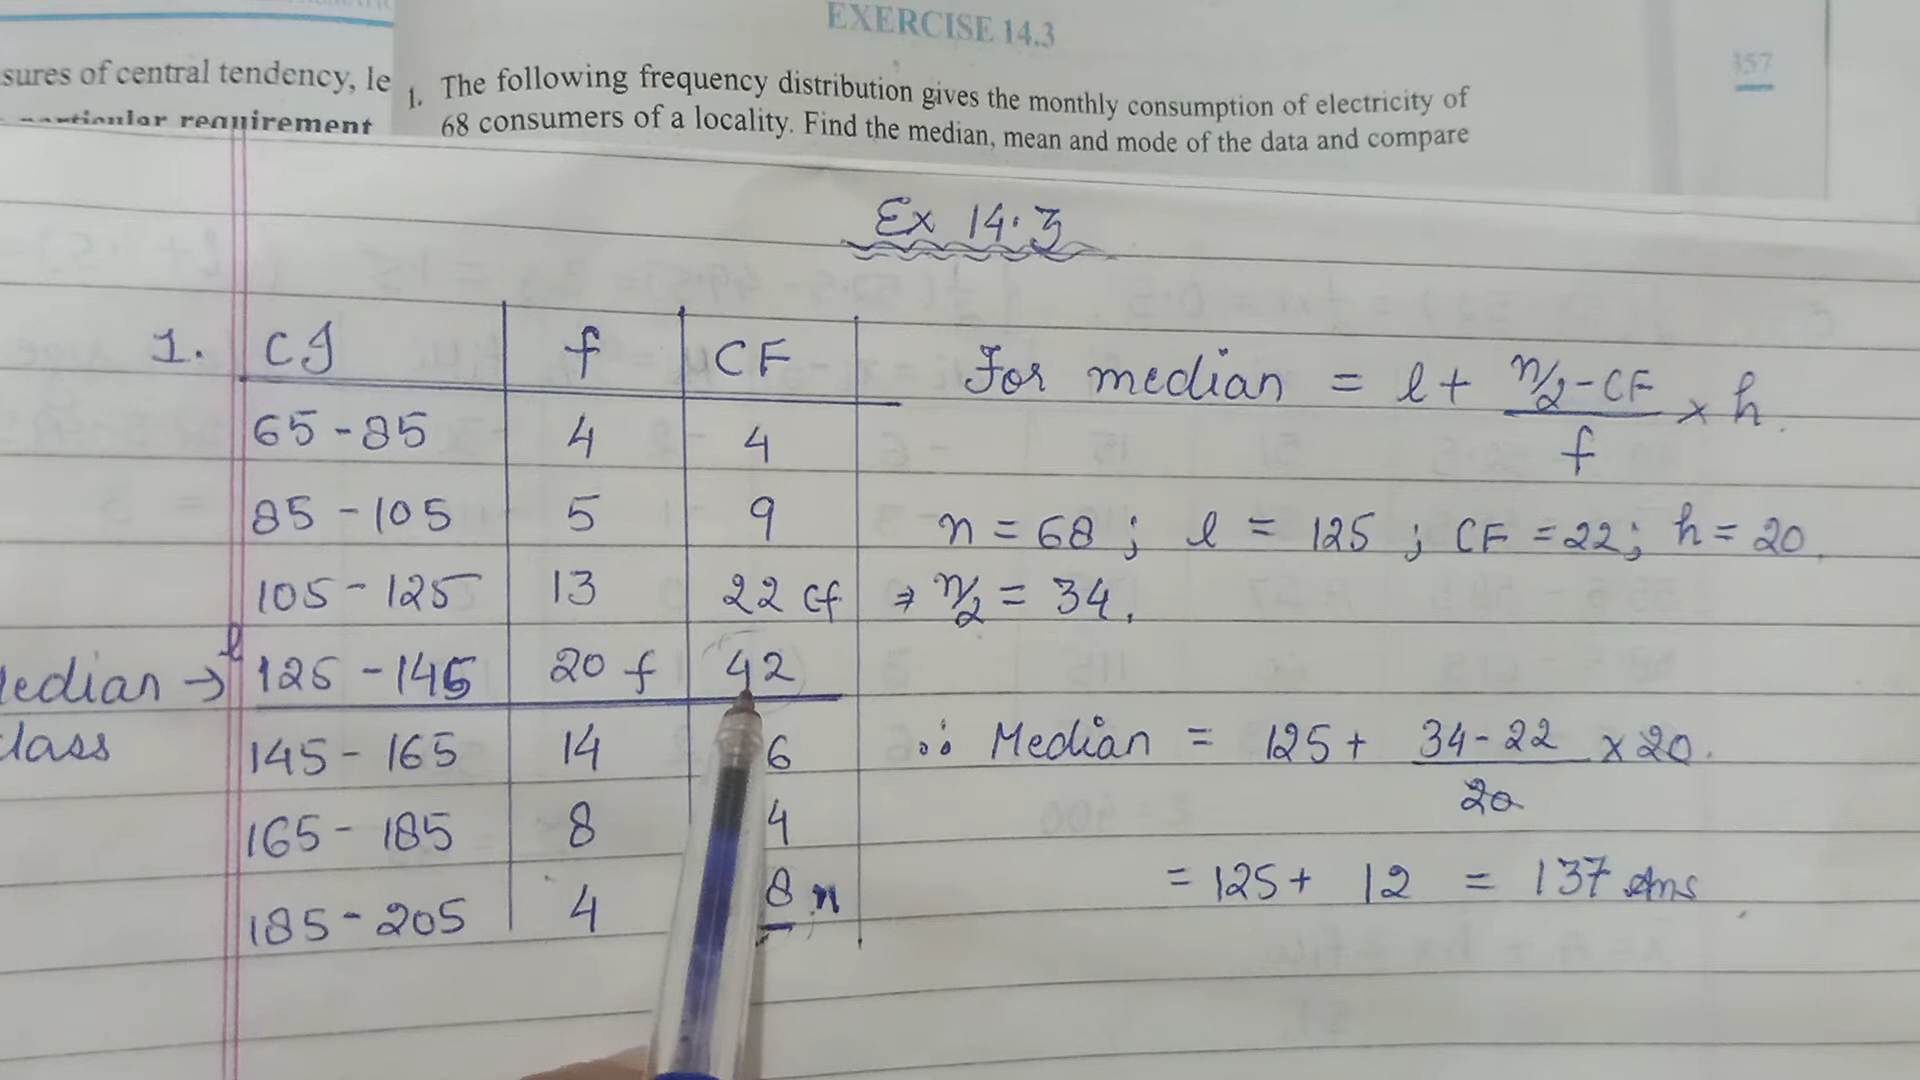 EXERCISE 14.3
357
sures of central tendency, le
particular requirement
1. The following frequency distribution gives the monthly consumption of electricity of
68 consumers of a locality. Find the median, mean and mode of the data and compare
Ex 14.3
1. CI f CF
65-85 4 4
85-105 5 9
105-125 13 22 cf
l
edian → 125-145 20 f 42
lass
145-165 14 6
165-185 8 4
185-205 4 8 n
For median = l + n/2 - CF / f × h.
n = 68 ; l = 125 ; CF = 22 ; h = 20.
⇒ n/2 = 34.
∴ Median = 125 + 34-22 / 20 × 20.
= 125 + 12 = 137 Ans